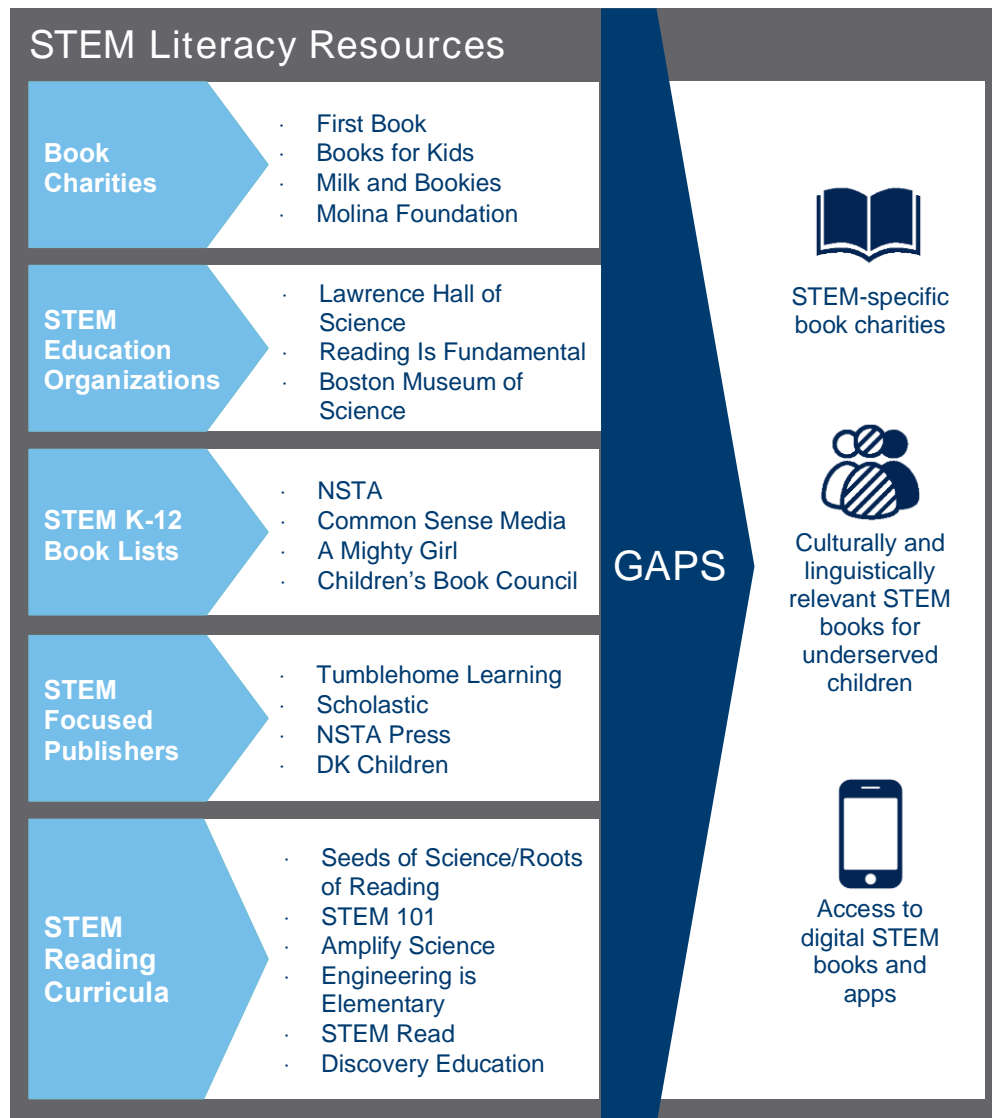 STEM Literacy Resources
Book
Charities
· First Book
· Books for Kids
· Milk and Bookies
· Molina Foundation
STEM
Education
Organizations
· Lawrence Hall of
Science
· Reading Is Fundamental
· Boston Museum of
Science
STEM K-12
Book Lists
· NSTA
· Common Sense Media
· A Mighty Girl
· Children’s Book Council
STEM
Focused
Publishers
· Tumblehome Learning
· Scholastic
· NSTA Press
· DK Children
STEM
Reading
Curricula
· Seeds of Science/Roots
of Reading
· STEM 101
· Amplify Science
· Engineering is
Elementary
· STEM Read
· Discovery Education
GAPS
STEM-specific
book charities
Culturally and
linguistically
relevant STEM
books for
underserved
children
Access to
digital STEM
books and
apps